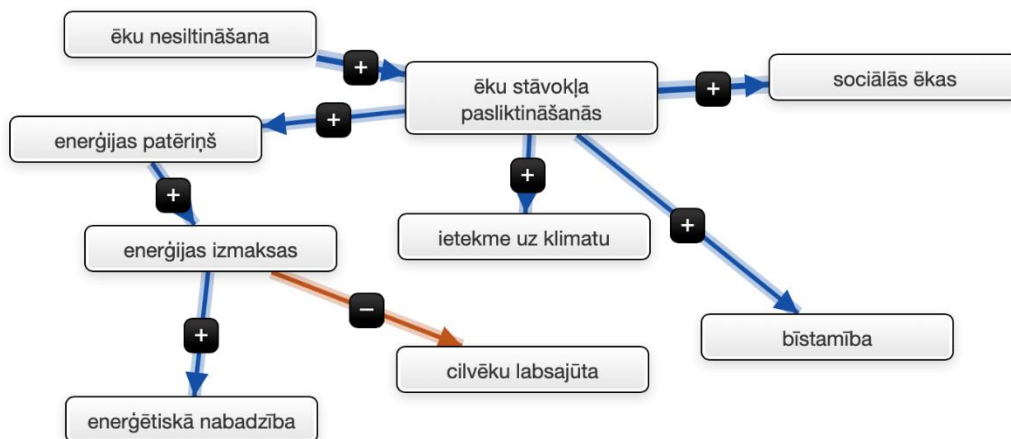 ēku nesiltināšana
+
ēku stāvokļa
pasliktināšanās
+
sociālās ēkas
+
enerģijas patēriņš
+
+
ietekme uz klimatu
+
enerģijas izmaksas
+
−
bīstamība
cilvēku labsajūta
enerģētiskā nabadzība